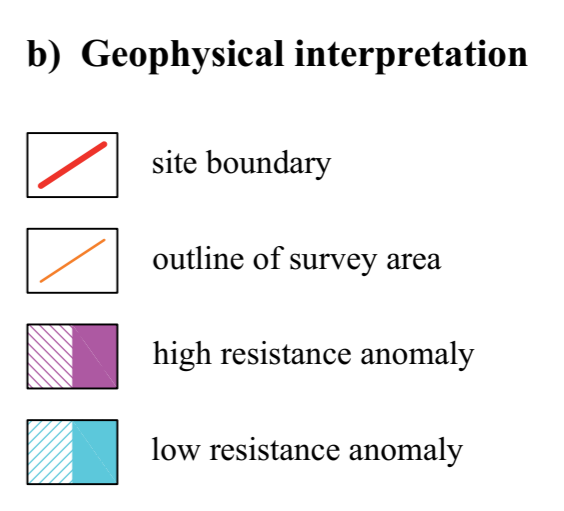 b) Geophysical interpretation
site boundary
outline of survey area
high resistance anomaly
low resistance anomaly